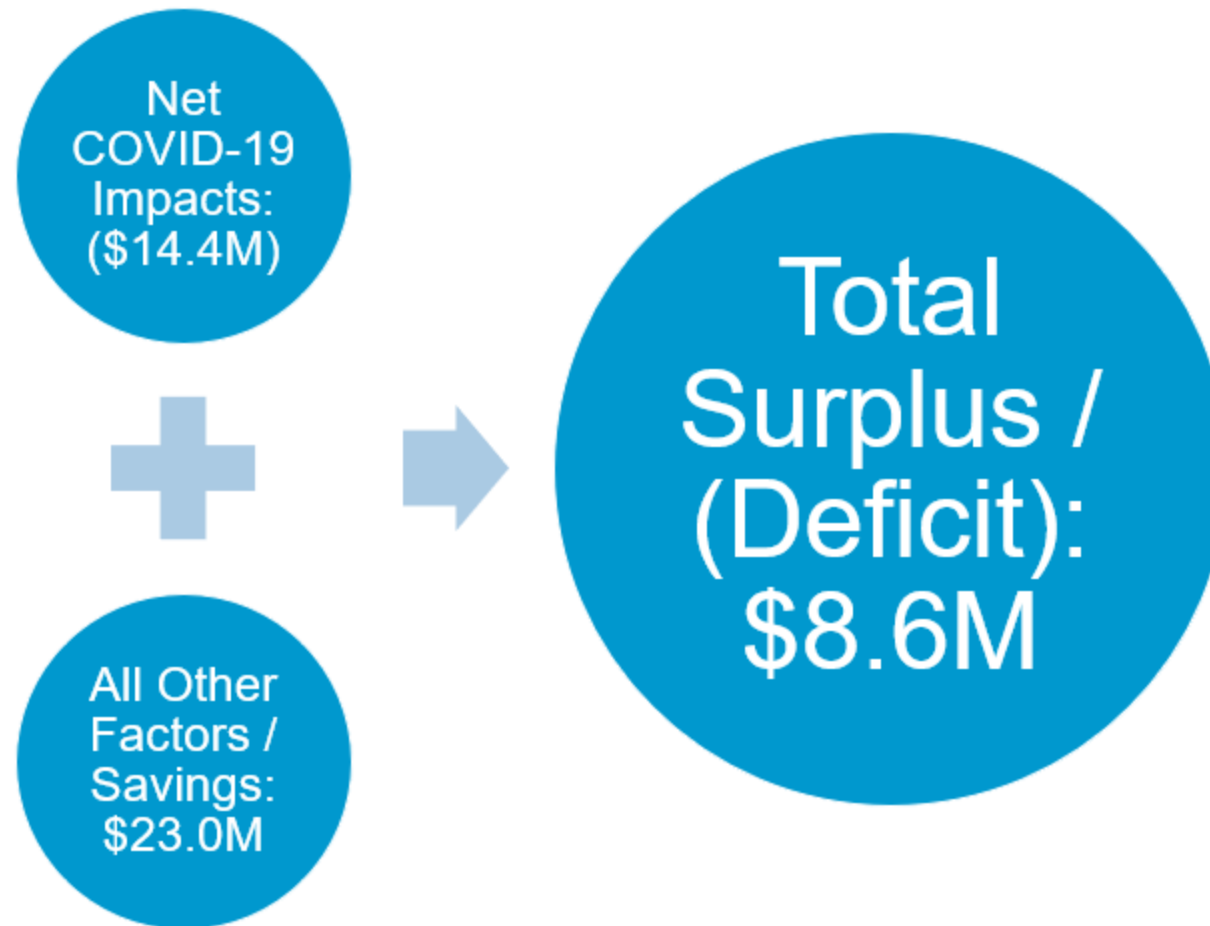 Net
COVID-19
Impacts:
($14.4M)
All Other
Factors /
Savings:
$23.0M
Total
Surplus /
(Deficit):
$8.6M